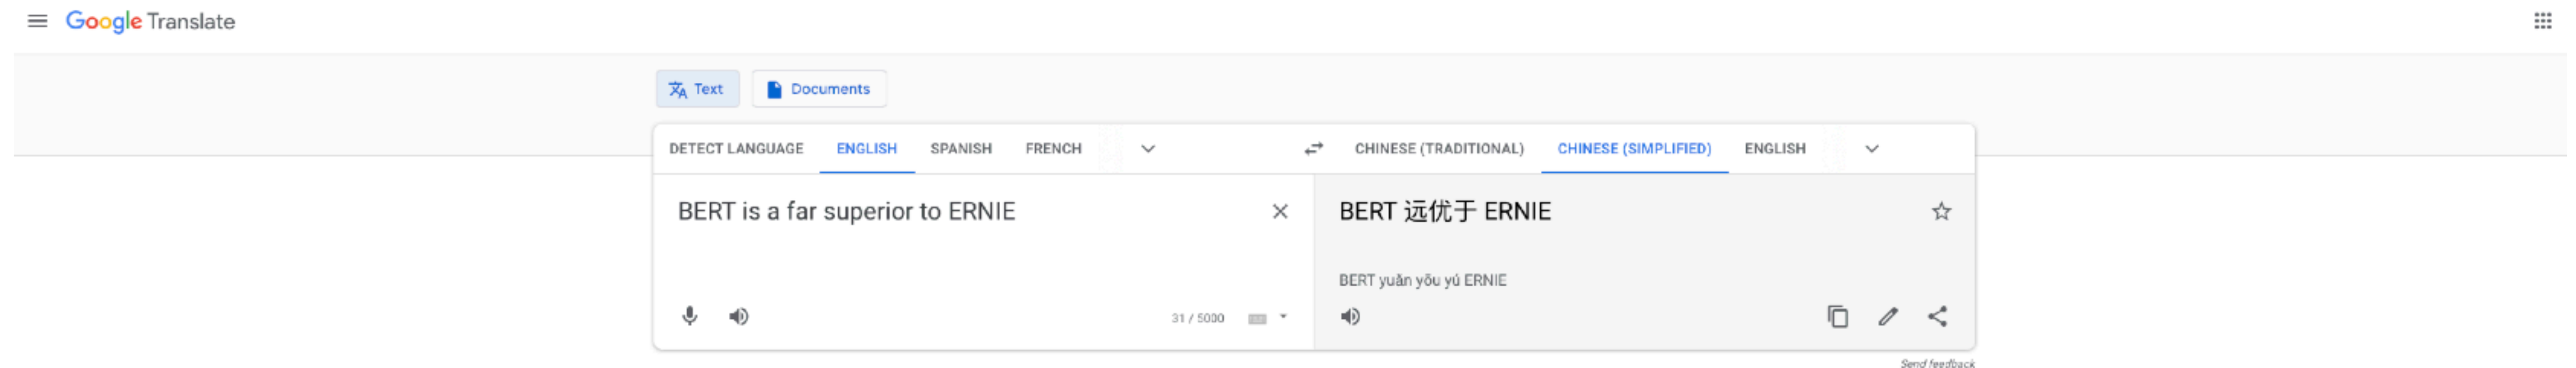 Google Translate
Text
Documents
DETECT LANGUAGE ENGLISH SPANISH FRENCH
CHINESE (TRADITIONAL) CHINESE (SIMPLIFIED) ENGLISH
BERT is a far superior to ERNIE
BERT 远优于 ERNIE
BERT yuǎn yōu yú ERNIE
31 / 5000
Send feedback